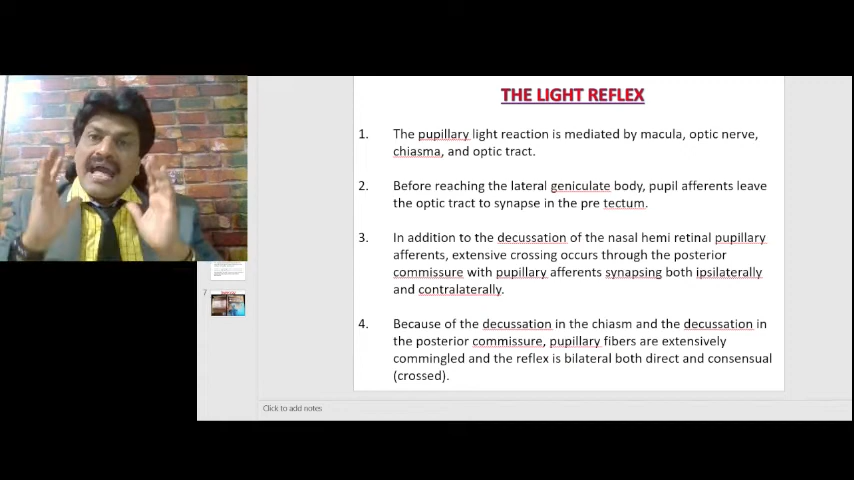 THE LIGHT REFLEX
1. The pupillary light reaction is mediated by macula, optic nerve,
chiasma, and optic tract.
2. Before reaching the lateral geniculate body, pupil afferents leave
the optic tract to synapse in the pre tectum.
3. In addition to the decussation of the nasal hemi retinal pupillary
afferents, extensive crossing occurs through the posterior
commissure with pupillary afferents synapsing both ipsilaterally
and contralaterally.
4. Because of the decussation in the chiasm and the decussation in
the posterior commissure, pupillary fibers are extensively
commingled and the reflex is bilateral both direct and consensual
(crossed).
7
Click to add notes